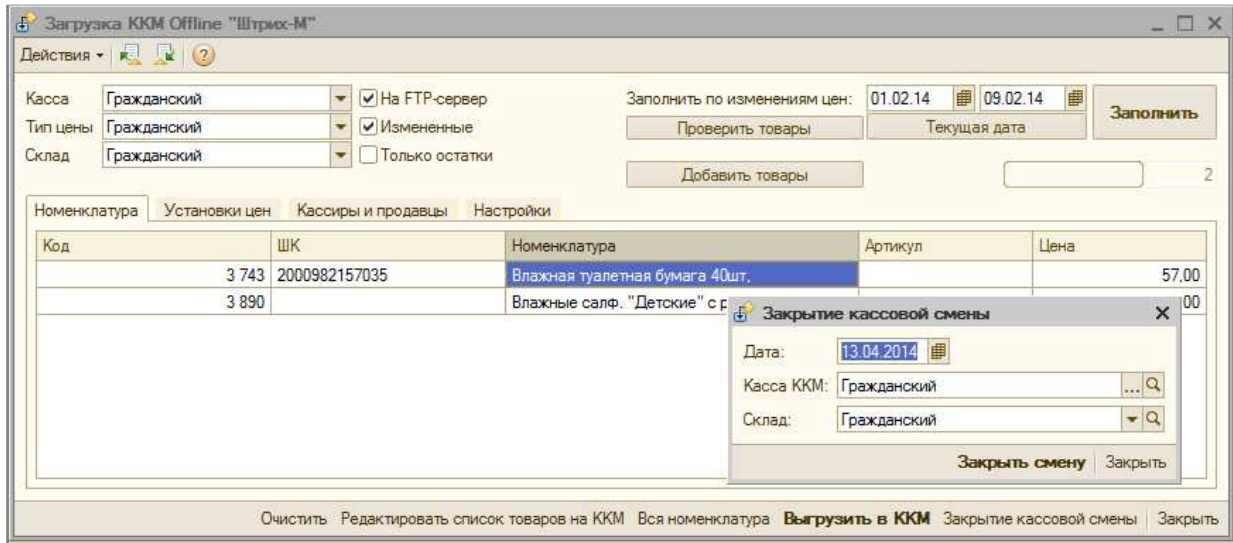 Загрузка ККМ Offline "Штрих-М"
Действия
Касса Гражданский На FTP-сервер Заполнить по изменениям цен: 01.02.14 09.02.14 Заполнить
Тип цены Гражданский Измененные Проверить товары Текущая дата
Склад Гражданский Только остатки
Добавить товары 2
Номенклатура Установки цен Кассиры и продавцы Настройки
Код ШК Номенклатура Артикул Цена
3 743 2000982157035 Влажная туалетная бумага 40шт, 57,00
3 890 Влажные салф. "Детские" с 00
Закрытие кассовой смены
Дата: 13.04.2014
Касса ККМ: Гражданский ...
Склад: Гражданский
Закрыть смену Закрыть
Очистить Редактировать список товаров на ККМ Вся номенклатура Выгрузить в ККМ Закрытие кассовой смены Закрыть